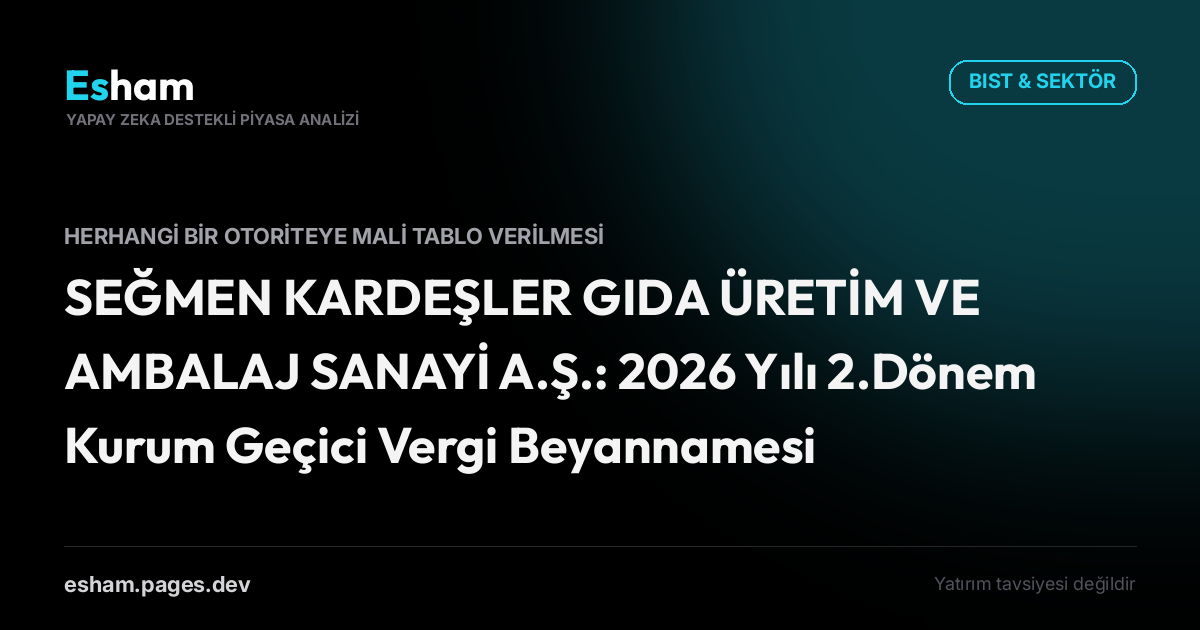 Esham
YAPAY ZEKA DESTEKLİ PİYASA ANALİZİ
BIST & SEKTÖR
HERHANGİ BİR OTORİTEYE MALİ TABLO VERİLMESİ
SEĞMEN KARDEŞLER GIDA ÜRETİM VE
AMBALAJ SANAYİ A.Ş.: 2026 Yılı 2.Dönem
Kurum Geçici Vergi Beyannamesi
esham.pages.dev
Yatırım tavsiyesi değildir